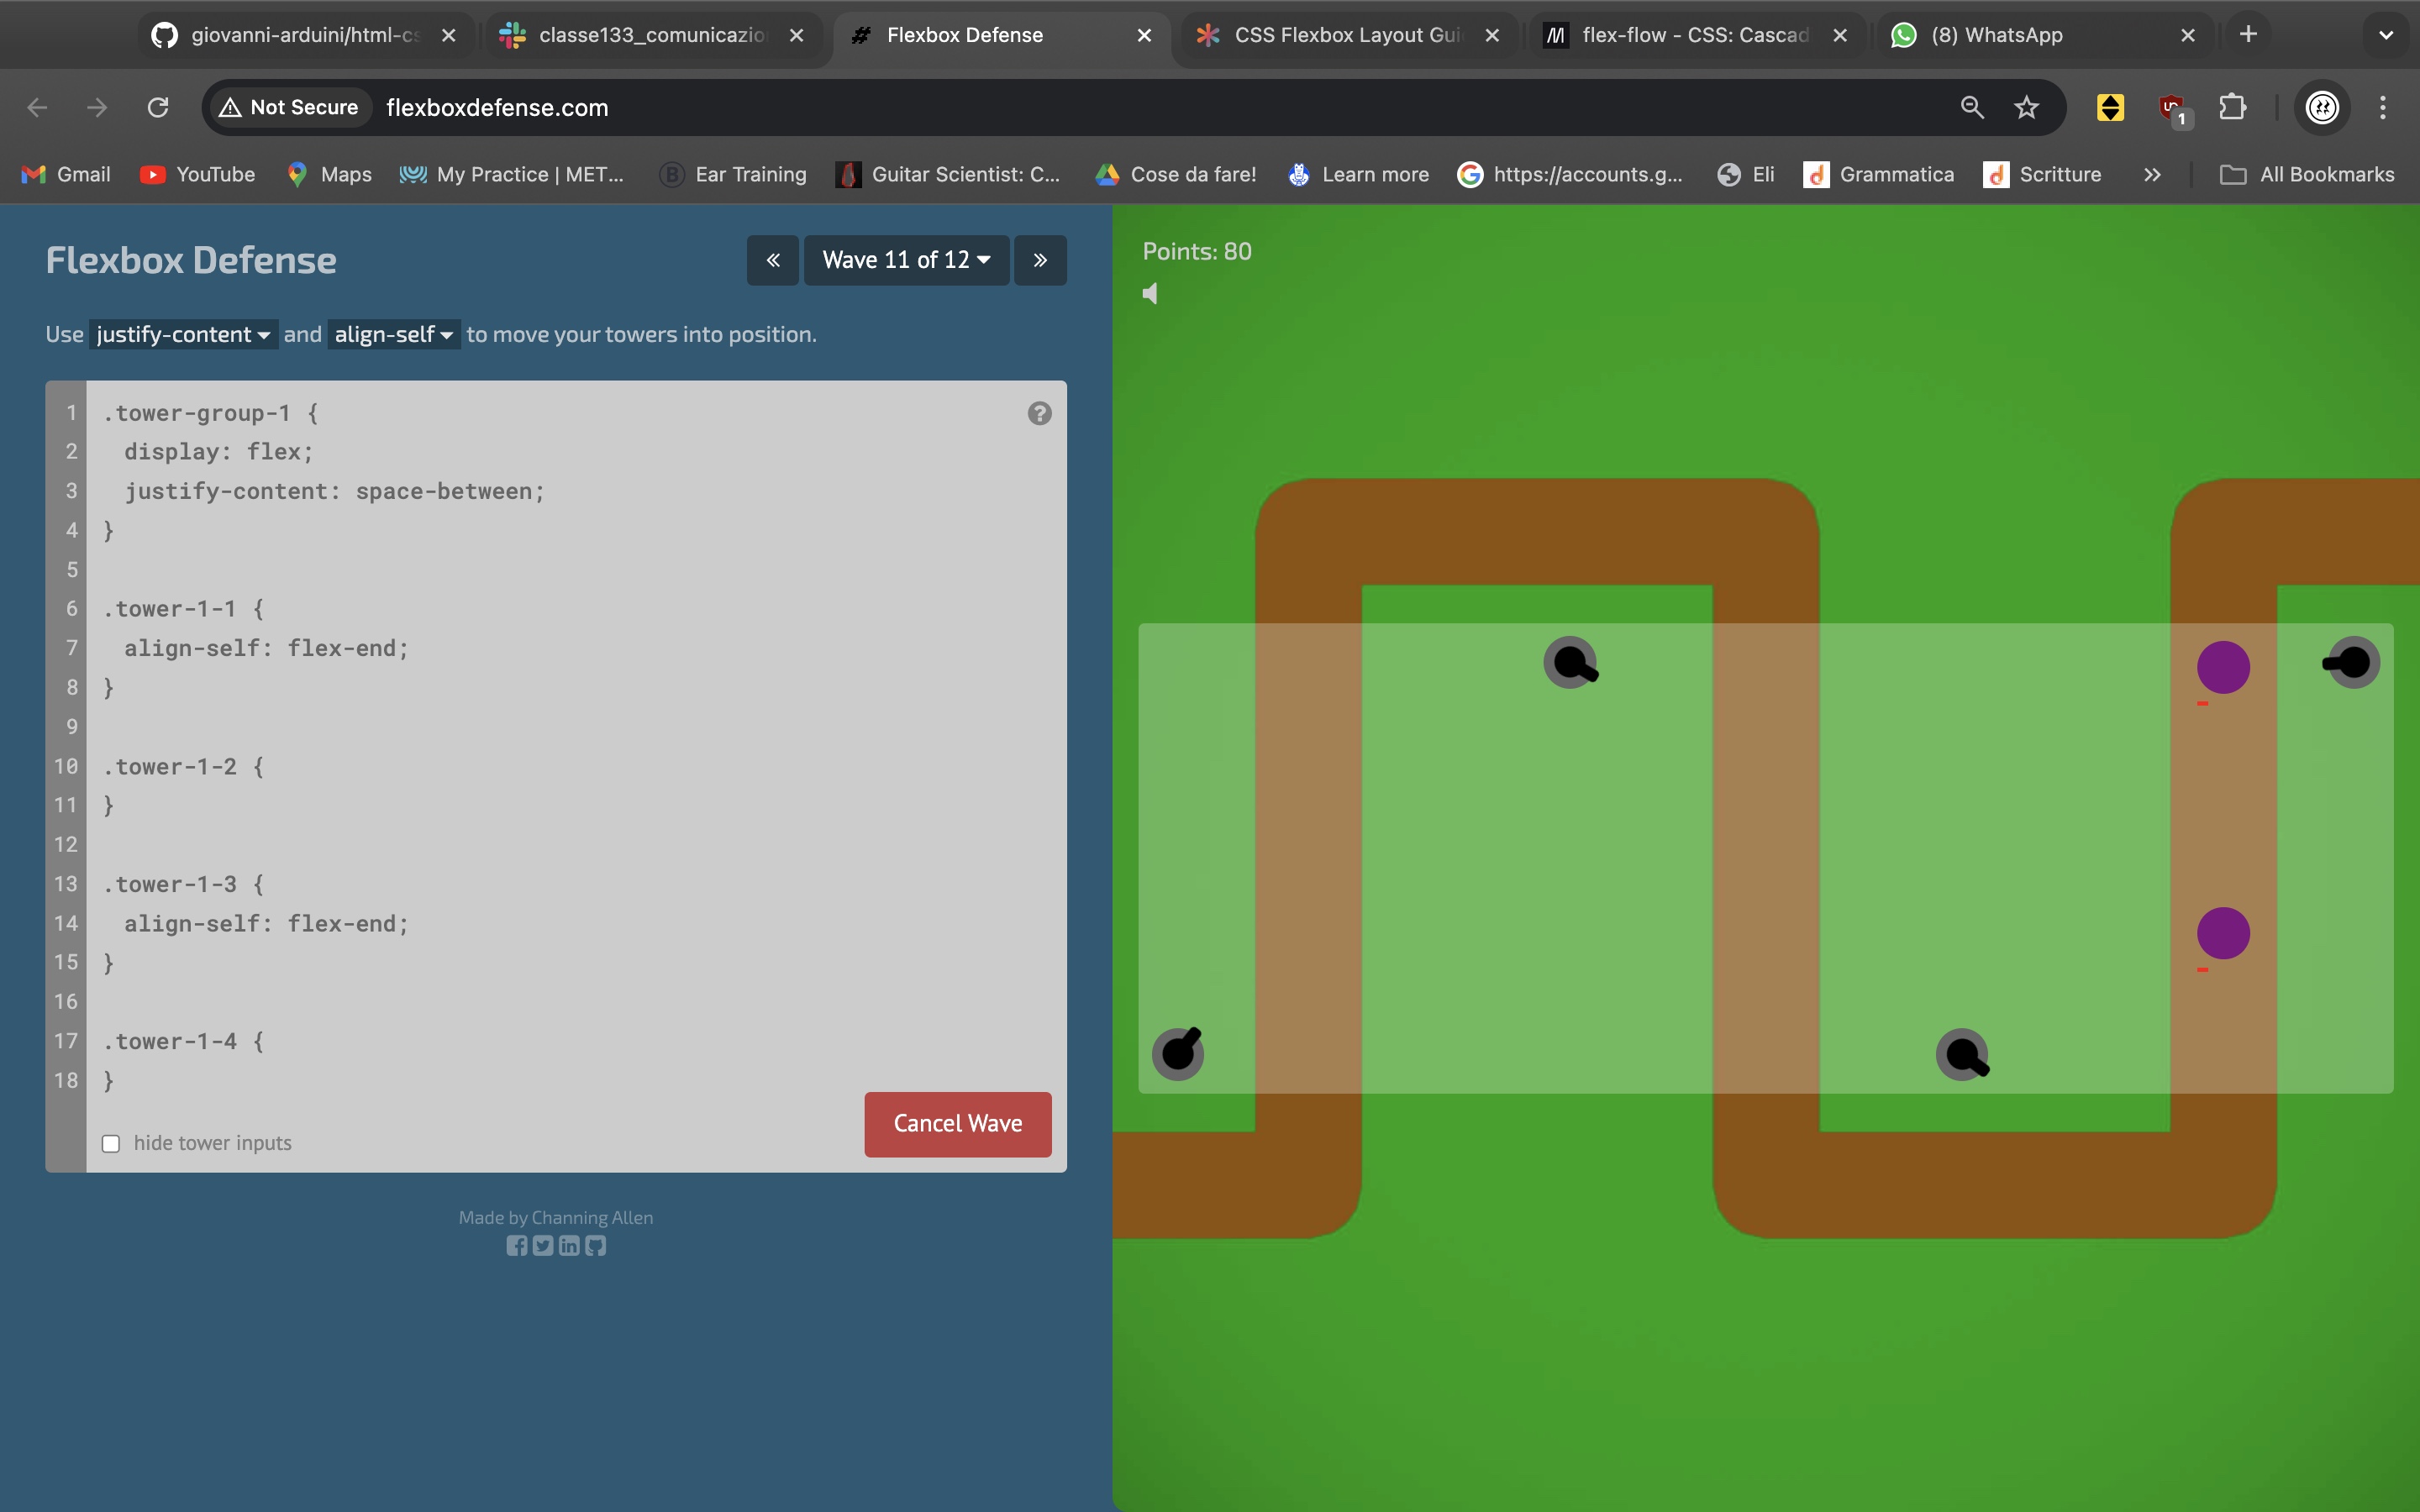 giovanni-arduini/html-cs
classe133_comunicazio
Flexbox Defense
CSS Flexbox Layout Gui
flex-flow - CSS: Cascad
(8) WhatsApp
Not Secure
flexboxdefense.com
1
Gmail
YouTube
Maps
My Practice | MET...
Ear Training
Guitar Scientist: C...
Cose da fare!
Learn more
https://accounts.g...
Eli
Grammatica
Scritture
All Bookmarks
Flexbox Defense
« Wave 11 of 12 »
Use justify-content and align-self to move your towers into position.
1 .tower-group-1 {
2 display: flex;
3 justify-content: space-between;
4 }
5
6 .tower-1-1 {
7 align-self: flex-end;
8 }
9
10 .tower-1-2 {
11 }
12
13 .tower-1-3 {
14 align-self: flex-end;
15 }
16
17 .tower-1-4 {
18 }
hide tower inputs
Cancel Wave
Made by Channing Allen
Points: 80